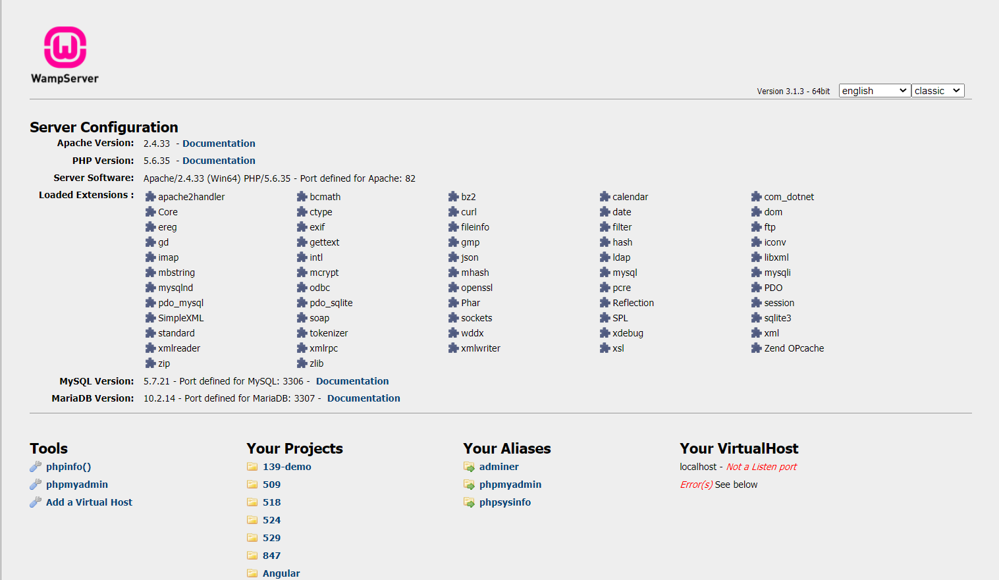 WampServer
Version 3.1.3 - 64bit english classic
Server Configuration
Apache Version: 2.4.33 - Documentation
PHP Version: 5.6.35 - Documentation
Server Software: Apache/2.4.33 (Win64) PHP/5.6.35 - Port defined for Apache: 82
Loaded Extensions : apache2handler bcmath bz2 calendar com_dotnet
Core ctype curl date dom
ereg exif fileinfo filter ftp
gd gettext gmp hash iconv
imap intl json ldap libxml
mbstring mcrypt mhash mysql mysqli
mysqlnd odbc openssl pcre PDO
pdo_mysql pdo_sqlite Phar Reflection session
SimpleXML soap sockets SPL sqlite3
standard tokenizer wddx xdebug xml
xmlreader xmlrpc xmlwriter xsl Zend OPcache
zip zlib
MySQL Version: 5.7.21 - Port defined for MySQL: 3306 - Documentation
MariaDB Version: 10.2.14 - Port defined for MariaDB: 3307 - Documentation
Tools
phpinfo()
phpmyadmin
Add a Virtual Host
Your Projects
139-demo
509
518
524
529
847
Angular
Your Aliases
adminer
phpmyadmin
phpsysinfo
Your VirtualHost
localhost - Not a Listen port
Error(s) See below